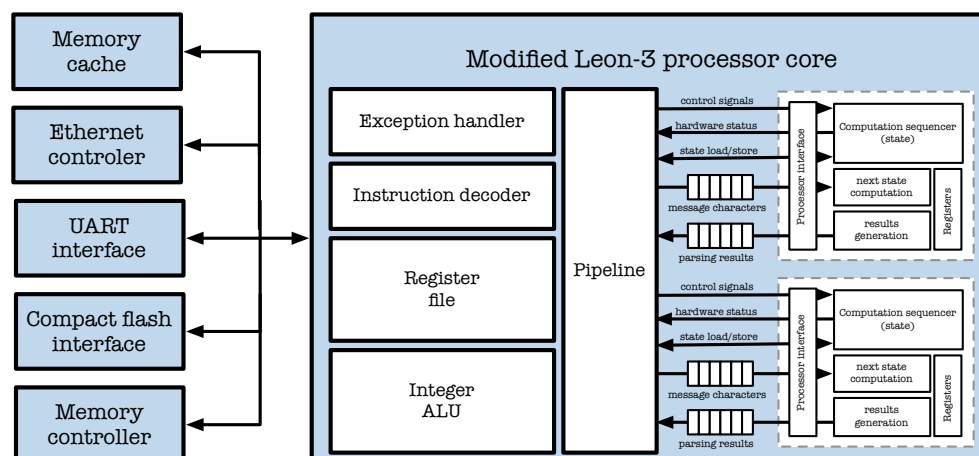 Memory
cache
Ethernet
controler
UART
interface
Compact flash
interface
Memory
controller
Modified Leon-3 processor core
Exception handler
Instruction decoder
Register
file
Integer
ALU
Pipeline
control signals
hardware status
state load/store
message characters
parsing results
Processor interface
Computation sequencer
(state)
next state
computation
results
generation
Registers
control signals
hardware status
state load/store
message characters
parsing results
Processor interface
Computation sequencer
(state)
next state
computation
results
generation
Registers